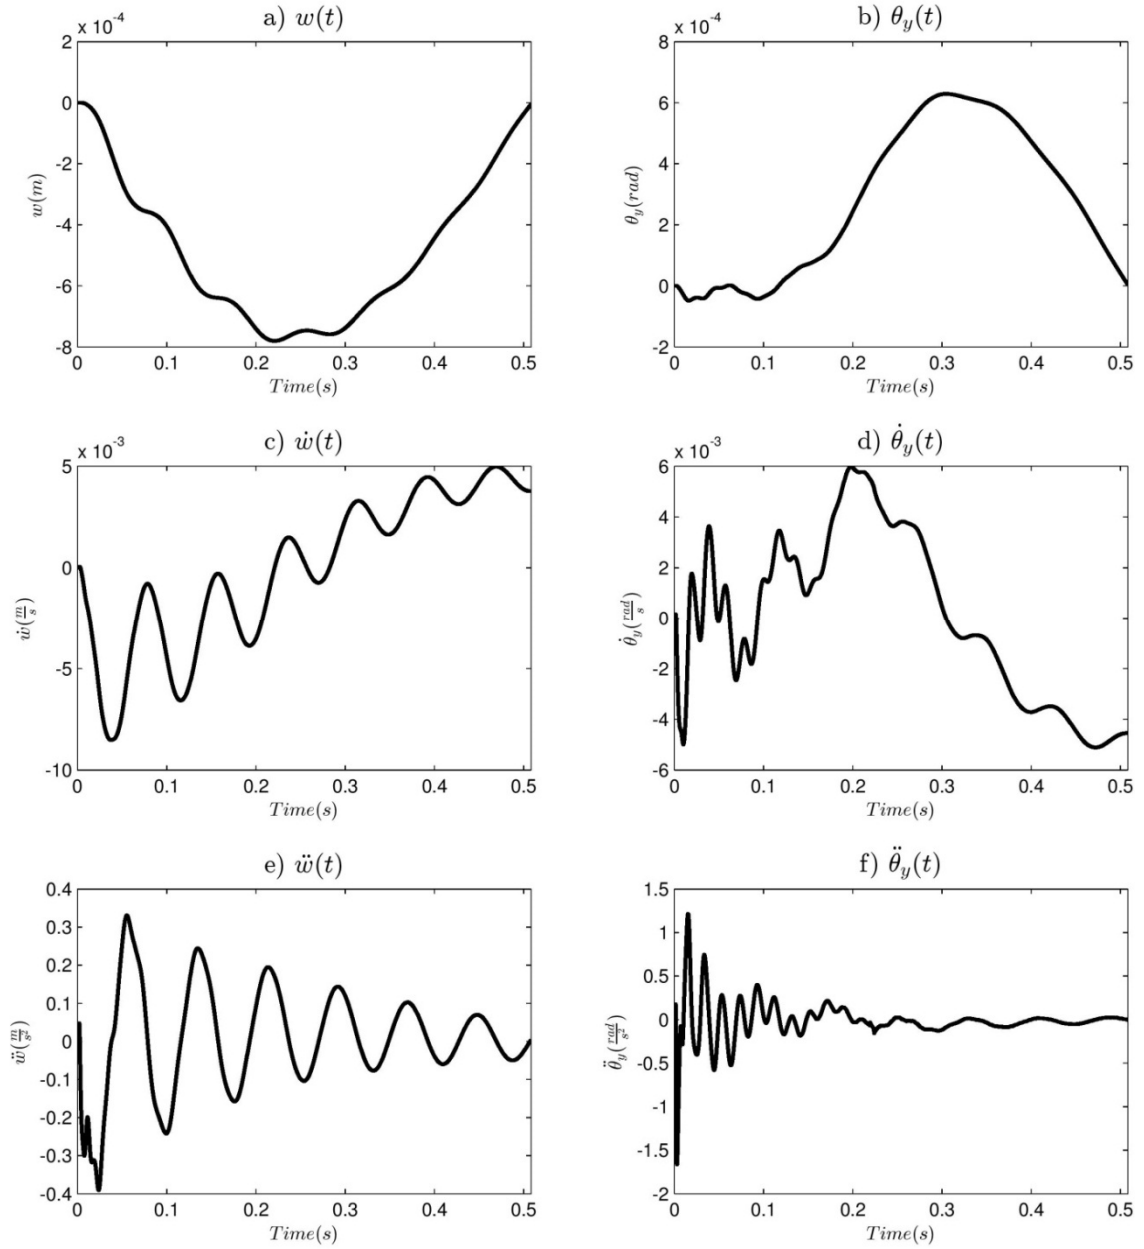 a) w(t)
x 10⁻⁴
2
0
-2
-4
-6
-8
w(m)
0 0.1 0.2 0.3 0.4 0.5
Time(s)
b) θ_y(t)
x 10⁻⁴
8
6
4
2
0
-2
θ_y(rad)
0 0.1 0.2 0.3 0.4 0.5
Time(s)
c) ẇ(t)
x 10⁻³
5
0
-5
-10
ẇ(m/s)
0 0.1 0.2 0.3 0.4 0.5
Time(s)
d) θ̇_y(t)
x 10⁻³
6
4
2
0
-2
-4
-6
θ̇_y(rad/s)
0 0.1 0.2 0.3 0.4 0.5
Time(s)
e) ẅ(t)
0.4
0.3
0.2
0.1
0
-0.1
-0.2
-0.3
-0.4
ẅ(m/s²)
0 0.1 0.2 0.3 0.4 0.5
Time(s)
f) θ̈_y(t)
1.5
1
0.5
0
-0.5
-1
-1.5
-2
θ̈_y(rad/s²)
0 0.1 0.2 0.3 0.4 0.5
Time(s)